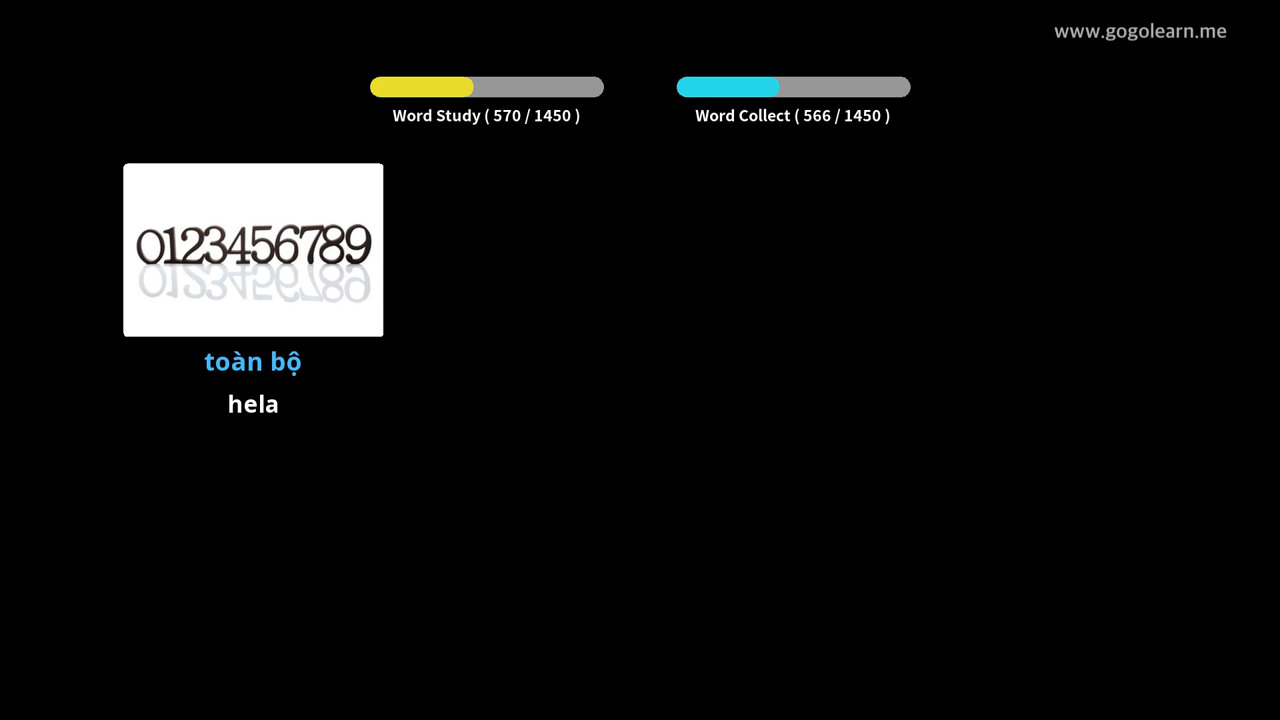 www.gogolearn.me
Word Study ( 570 / 1450 )
Word Collect ( 566 / 1450 )
0123456789
toàn bộ
hela